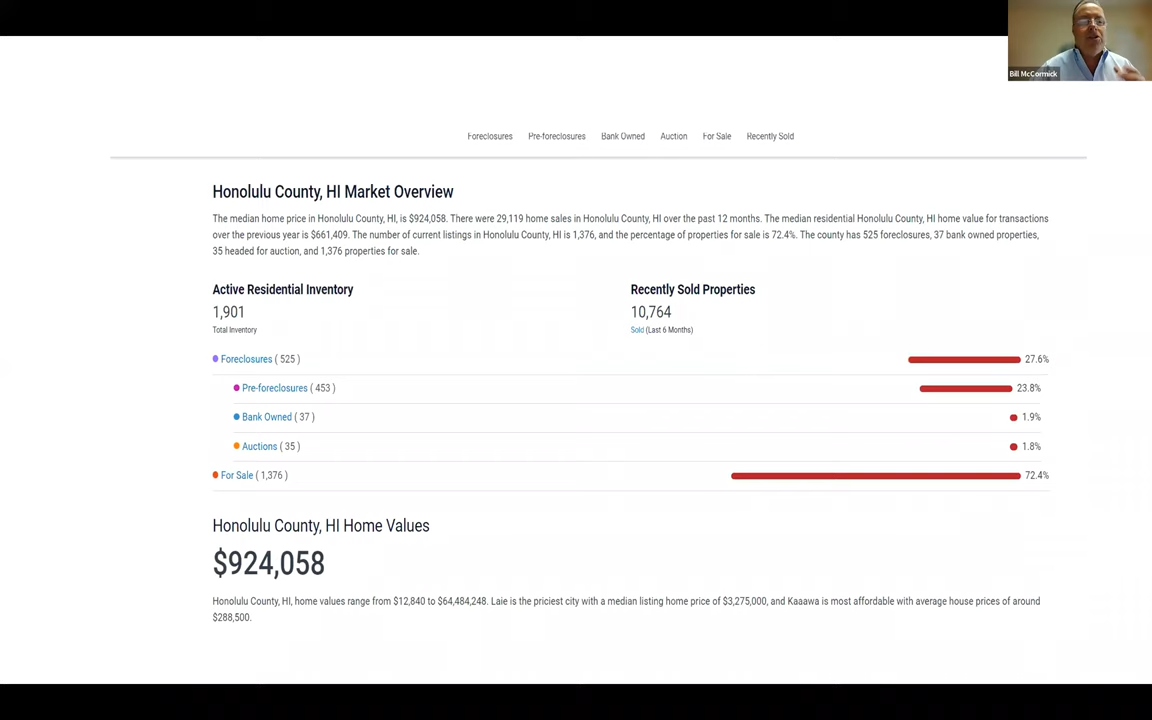 Bill McCormick
Foreclosures Pre-foreclosures Bank Owned Auction For Sale Recently Sold
Honolulu County, HI Market Overview
The median home price in Honolulu County, HI, is $924,058. There were 29,119 home sales in Honolulu County, HI over the past 12 months. The median residential Honolulu County, HI home value for transactions
over the previous year is $661,409. The number of current listings in Honolulu County, HI is 1,376, and the percentage of properties for sale is 72.4%. The county has 525 foreclosures, 37 bank owned properties,
35 headed for auction, and 1,376 properties for sale.
Active Residential Inventory
1,901
Total Inventory
Recently Sold Properties
10,764
Sold (Last 6 Months)
Foreclosures ( 525 ) 27.6%
Pre-foreclosures ( 453 ) 23.8%
Bank Owned ( 37 ) 1.9%
Auctions ( 35 ) 1.8%
For Sale ( 1,376 ) 72.4%
Honolulu County, HI Home Values
$924,058
Honolulu County, HI, home values range from $12,840 to $64,484,248. Laie is the priciest city with a median listing home price of $3,275,000, and Kaaawa is most affordable with average house prices of around
$288,500.